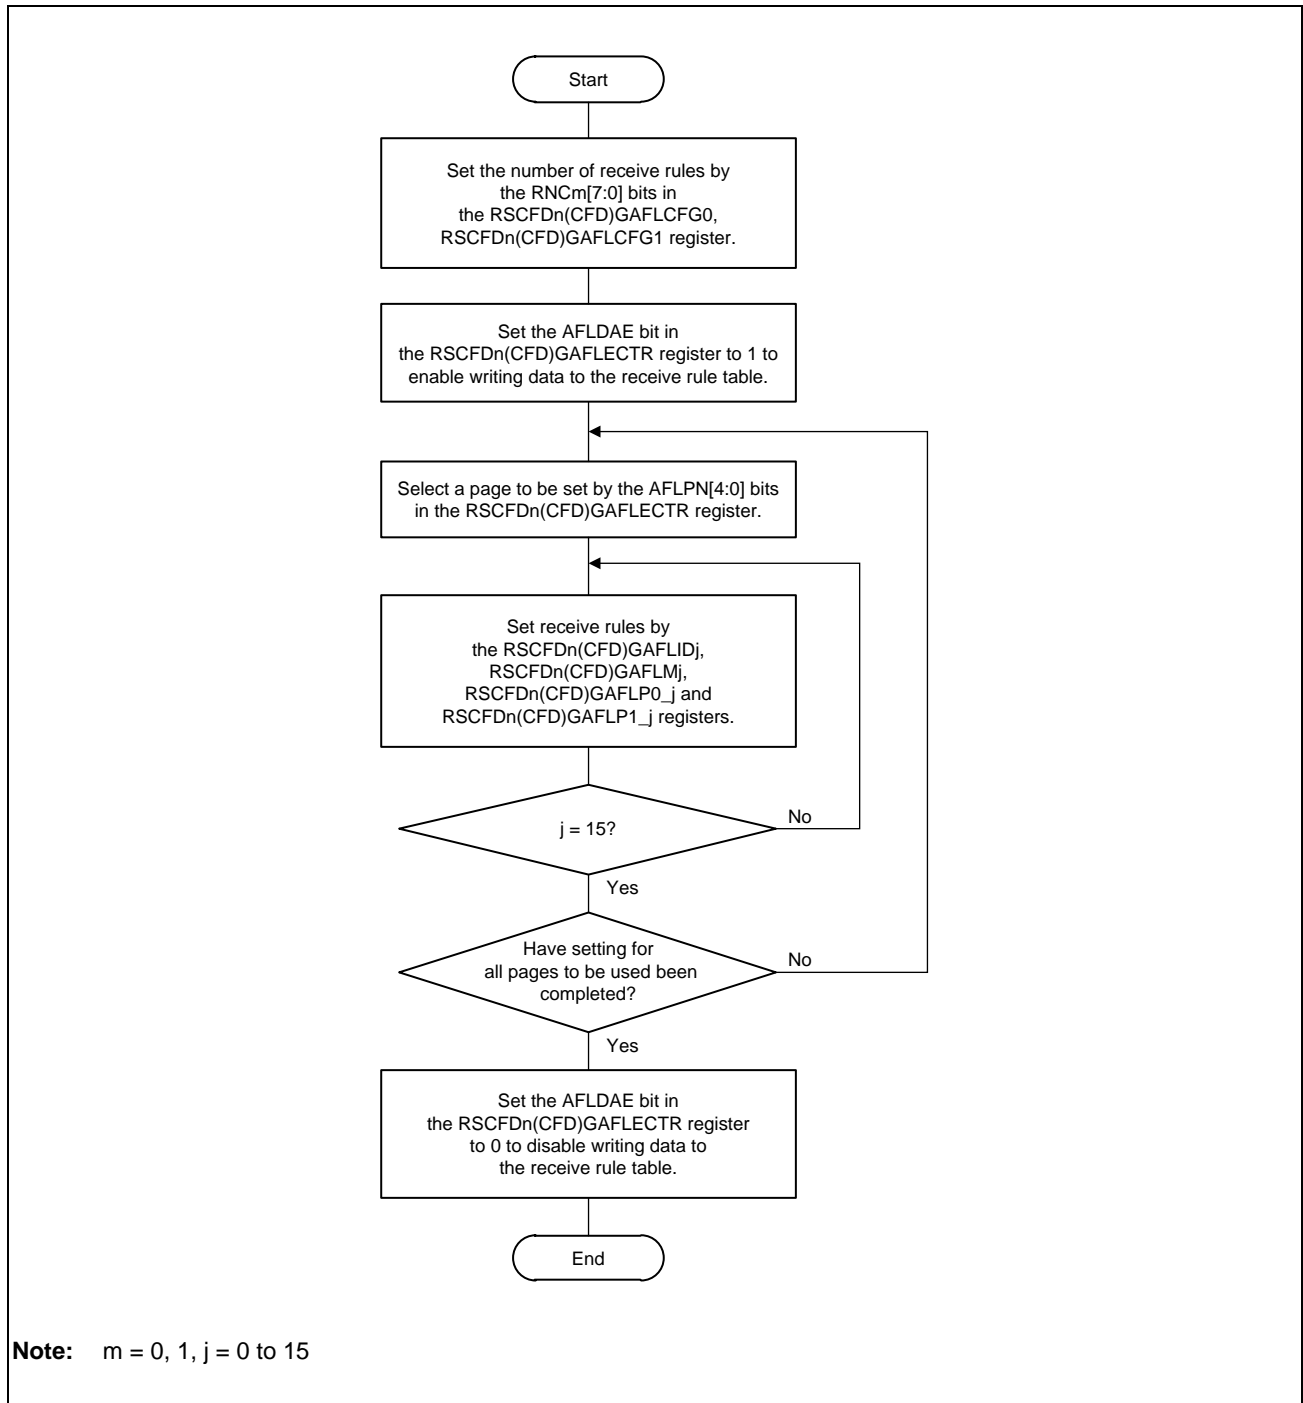 Start
Set the number of receive rules by
the RNCm[7:0] bits in
the RSCFDn(CFD)GAFLCFG0,
RSCFDn(CFD)GAFLCFG1 register.
Set the AFLDAE bit in
the RSCFDn(CFD)GAFLECTR register to 1 to
enable writing data to the receive rule table.
Select a page to be set by the AFLPN[4:0] bits
in the RSCFDn(CFD)GAFLECTR register.
Set receive rules by
the RSCFDn(CFD)GAFLIDj,
RSCFDn(CFD)GAFLMj,
RSCFDn(CFD)GAFLP0_j and
RSCFDn(CFD)GAFLP1_j registers.
j = 15?
No
Yes
Have setting for
all pages to be used been
completed?
No
Yes
Set the AFLDAE bit in
the RSCFDn(CFD)GAFLECTR register
to 0 to disable writing data to
the receive rule table.
End
Note: m = 0, 1, j = 0 to 15